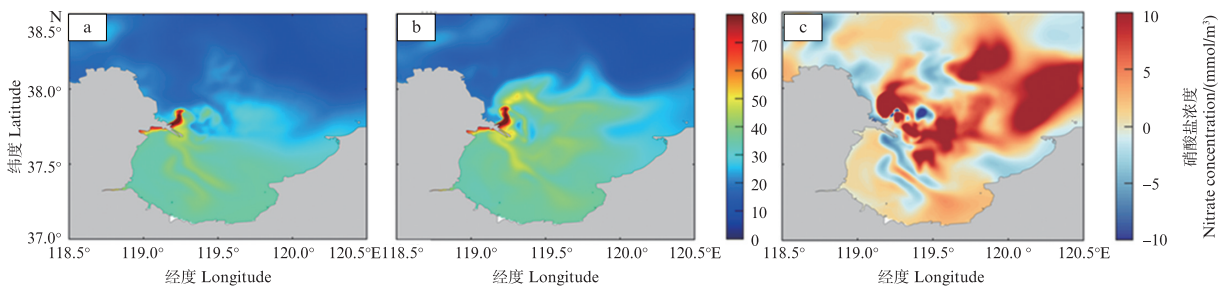 N
38.5°
38.0°
37.5°
37.0°
纬度 Latitude
a
118.5°
119.0°
119.5°
120.0°
120.5°E
经度 Longitude
b
118.5°
119.0°
119.5°
120.0°
120.5°E
经度 Longitude
80
70
60
50
40
30
20
10
0
c
118.5°
119.0°
119.5°
120.0°
120.5°E
经度 Longitude
10
5
0
−5
−10
硝酸盐浓度
Nitrate concentration/(mmol/m³)